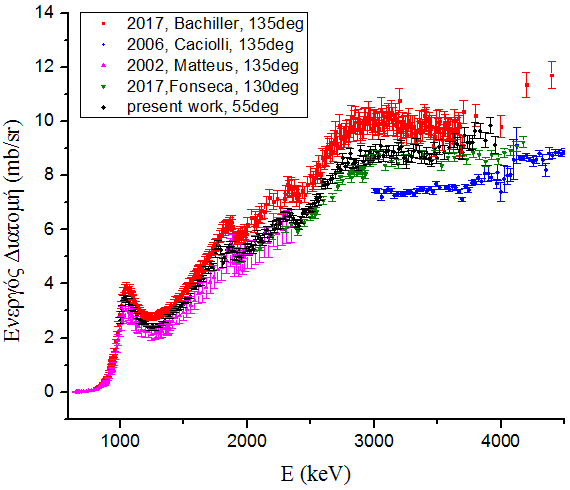 2017, Bachiller, 135deg
2006, Caciolli, 135deg
2002, Matteus, 135deg
2017,Fonseca, 130deg
present work, 55deg
14
12
10
8
6
4
2
0
Ενεργός Διατομή (mb/sr)
1000 2000 3000 4000
E (keV)